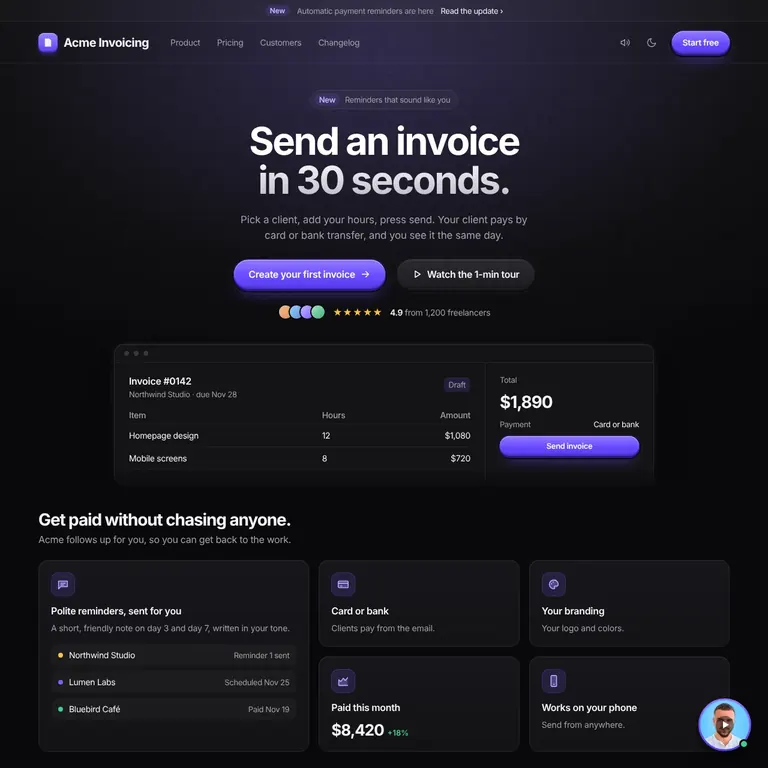 New Automatic payment reminders are here Read the update ›
Acme Invoicing Product Pricing Customers Changelog Start free
New Reminders that sound like you
Send an invoice
in 30 seconds.
Pick a client, add your hours, press send. Your client pays by
card or bank transfer, and you see it the same day.
Create your first invoice → Watch the 1-min tour
★★★★★ 4.9 from 1,200 freelancers
Invoice #0142
Northwind Studio · due Nov 28
Draft
Item Hours Amount
Homepage design 12 $1,080
Mobile screens 8 $720
Total
$1,890
Payment Card or bank
Send invoice
Get paid without chasing anyone.
Acme follows up for you, so you can get back to the work.
Polite reminders, sent for you
A short, friendly note on day 3 and day 7, written in your tone.
Northwind Studio Reminder 1 sent
Lumen Labs Scheduled Nov 25
Bluebird Café Paid Nov 19
Card or bank
Clients pay from the email.
Your branding
Your logo and colors.
Paid this month
$8,420 +18%
Works on your phone
Send from anywhere.